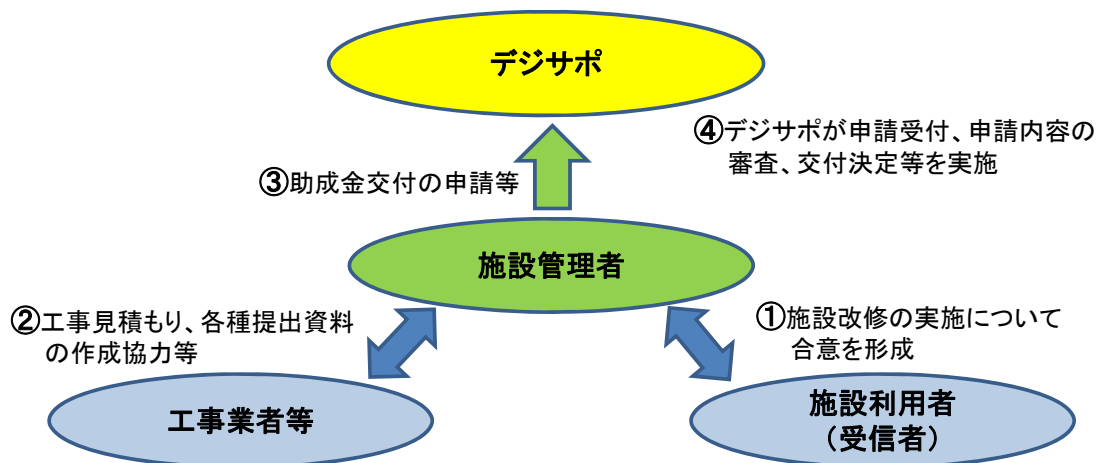 デジサポ
④デジサポが申請受付、申請内容の
審査、交付決定等を実施
③助成金交付の申請等
施設管理者
②工事見積もり、各種提出資料
の作成協力等
①施設改修の実施について
合意を形成
工事業者等
施設利用者
（受信者）